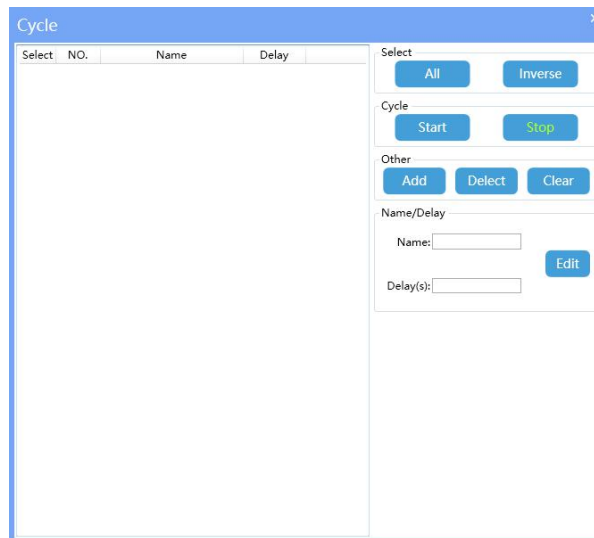 Cycle
Select NO. Name Delay
Select
All Inverse
Cycle
Start Stop
Other
Add Delect Clear
Name/Delay
Name:
Edit
Delay(s):